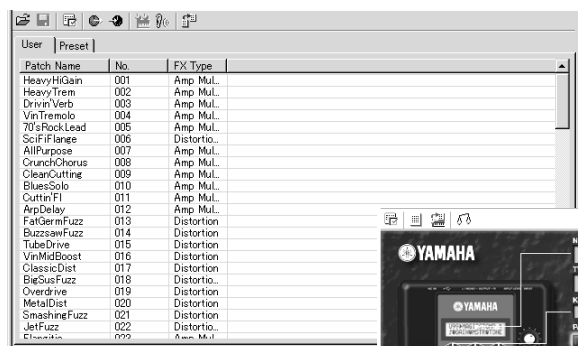 User Preset
Patch Name No. FX Type
HeavyHiGain 001 Amp Mul...
HeavyTrem 002 Amp Mul...
Drivin'Verb 003 Amp Mul...
VinTremolo 004 Amp Mul...
70'sRockLead 005 Amp Mul...
SciFiFlange 006 Distortio...
AllPurpose 007 Amp Mul...
CrunchChorus 008 Amp Mul...
CleanCutting 009 Amp Mul...
BluesSolo 010 Amp Mul...
Cuttin'Fl 011 Amp Mul...
ArpDelay 012 Amp Mul...
FatGermFuzz 013 Distortion
BuzzsawFuzz 014 Distortion
TubeDrive 015 Distortion
VinMidBoost 016 Distortion
ClassicDist 017 Distortion
BigSusFuzz 018 Distortio...
Overdrive 019 Distortion
MetalDist 020 Distortion
SmashingFuzz 021 Distortion
JetFuzz 022 Distortio...
023 Amp Mul
YAMAHA
YAMAHA